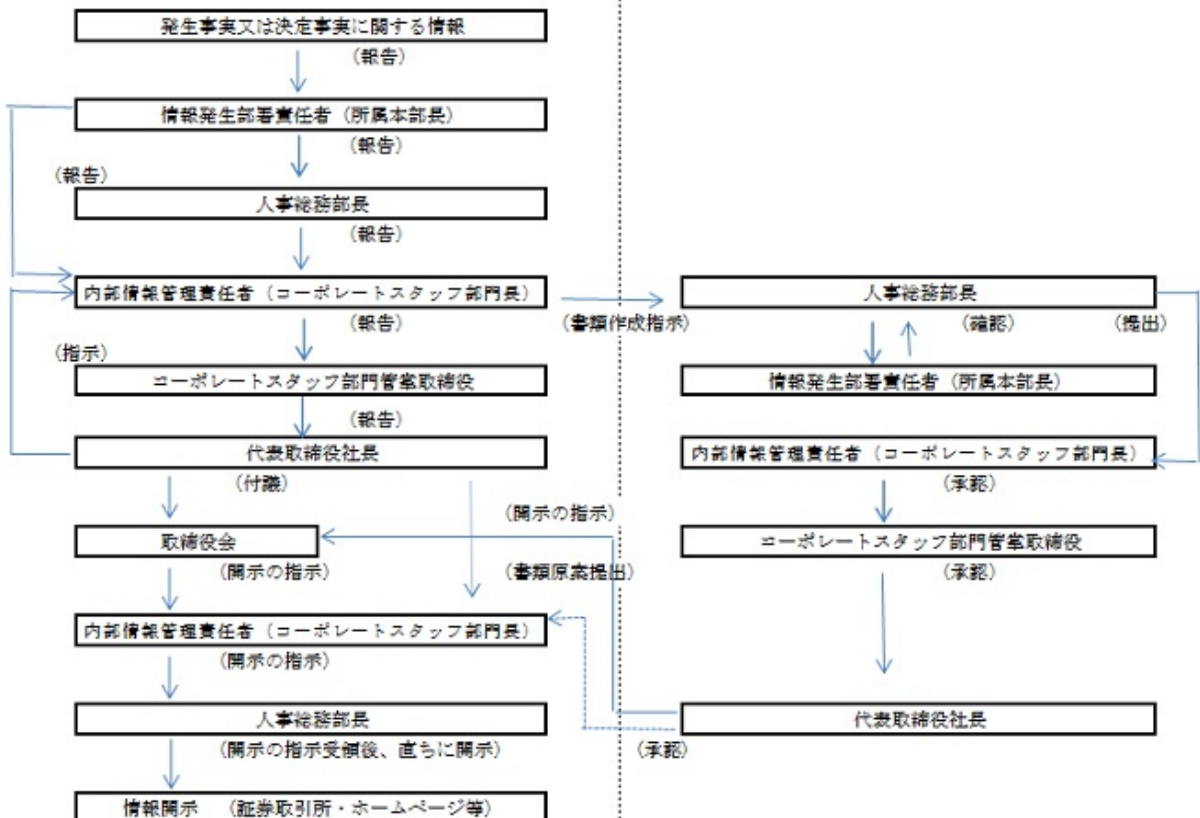 発生事実又は決定事実に関する情報
（報告）
情報発生部署責任者（所属本部長）
（報告）
（報告）
人事総務部長
（報告）
内部情報管理責任者（コーポレートスタッフ部門長）
（報告）
（指示）
コーポレートスタッフ部門管掌取締役
（報告）
代表取締役社長
（付議）
取締役会
（開示の指示）
内部情報管理責任者（コーポレートスタッフ部門長）
（開示の指示）
人事総務部長
（開示の指示受領後、直ちに開示）
情報開示　（証券取引所・ホームページ等）
（書類作成指示）
人事総務部長
（確認）
（提出）
情報発生部署責任者（所属本部長）
内部情報管理責任者（コーポレートスタッフ部門長）
（承認）
コーポレートスタッフ部門管掌取締役
（承認）
代表取締役社長
（開示の指示）
（書類原案提出）
（承認）